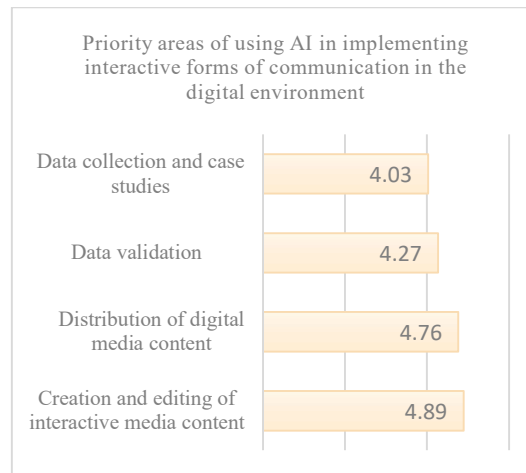 Priority areas of using AI in implementing
interactive forms of communication in the
digital environment
Data collection and case
studies
4.03
Data validation
4.27
Distribution of digital
media content
4.76
Creation and editing of
interactive media content
4.89